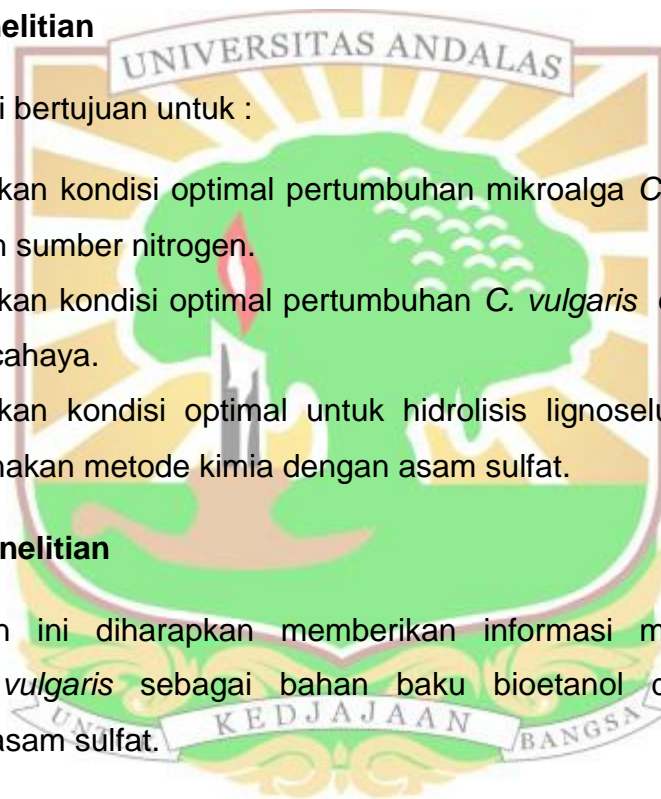 UNIVERSITAS ANDALAS
nelitian
i bertujuan untuk :
kan kondisi optimal pertumbuhan mikroalga C.
n sumber nitrogen.
kan kondisi optimal pertumbuhan C. vulgaris
cahaya.
kan kondisi optimal untuk hidrolisis lignoselu
nakan metode kimia dengan asam sulfat.
nelitian
n ini diharapkan memberikan informasi m
vulgaris sebagai bahan baku bioetanol
asam sulfat.
UNTUK KEDJAJAAN BANGSA